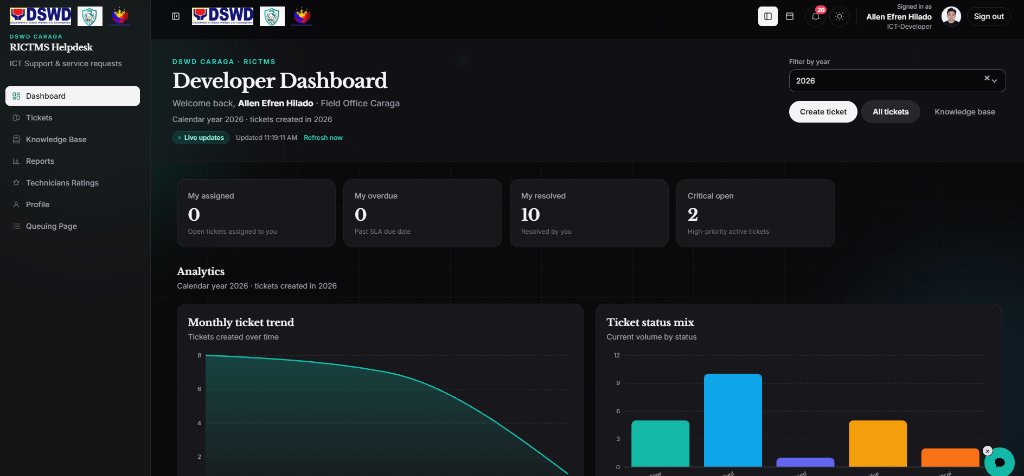 DSWD
DSWD CARAGA
RICTMS Helpdesk
ICT Support & service requests
Dashboard
Tickets
Knowledge Base
Reports
Technicians Ratings
Profile
Queuing Page
DSWD
20
Signed in as
Allen Efren Hilado
ICT-Developer
Sign out
DSWD CARAGA · RICTMS
Developer Dashboard
Welcome back, Allen Efren Hilado · Field Office Caraga
Calendar year 2026 · tickets created in 2026
Live updates
Updated 11:19:11 AM
Refresh now
Filter by year
2026
Create ticket
All tickets
Knowledge base
My assigned
0
Open tickets assigned to you
My overdue
0
Past SLA due date
My resolved
10
Resolved by you
Critical open
2
High-priority active tickets
Analytics
Calendar year 2026 · tickets created in 2026
Monthly ticket trend
Tickets created over time
8
6
4
2
Ticket status mix
Current volume by status
12
9
6
3
0